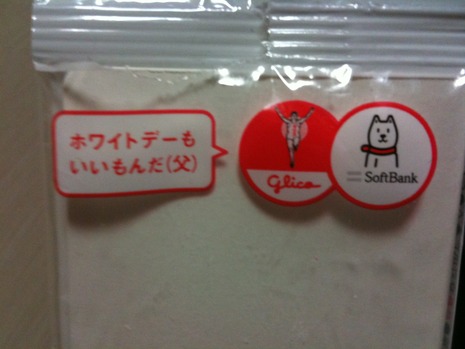 ホワイトデーも
いいもんだ(父)
Glico
SoftBank